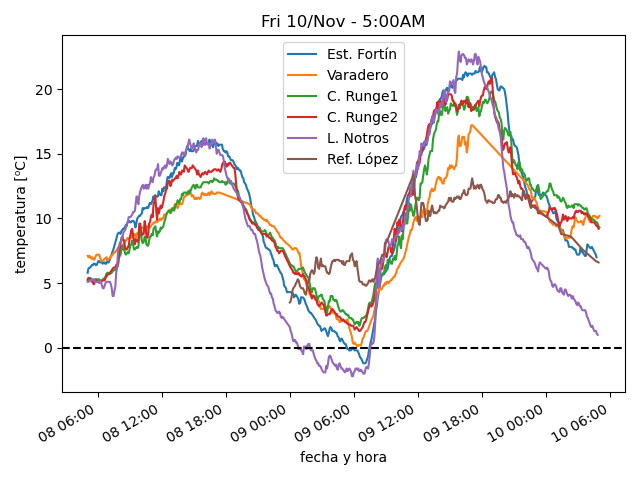 Fri 10/Nov - 5:00AM
Est. Fortín
Varadero
C. Runge1
C. Runge2
L. Notros
Ref. López
temperatura [ºC]
20
15
10
5
0
08 06:00
08 12:00
08 18:00
09 00:00
09 06:00
09 12:00
09 18:00
10 00:00
10 06:00
fecha y hora